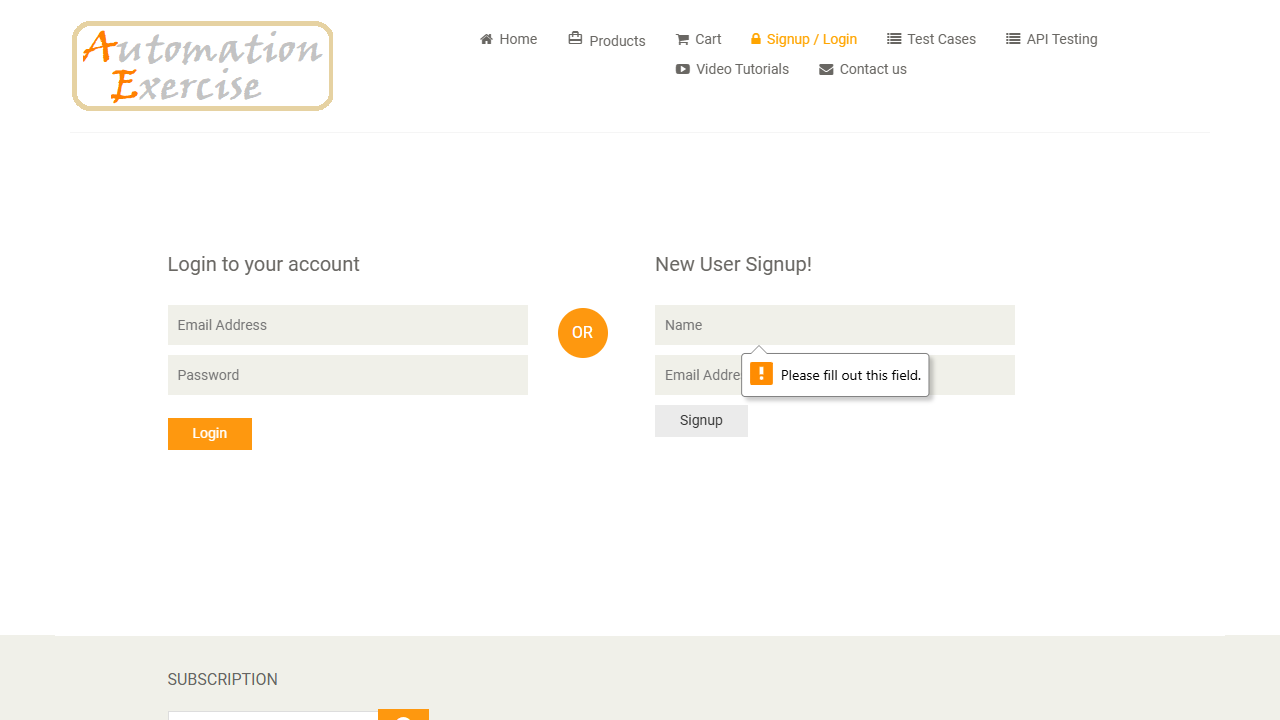 Automation
Exercise
Home
Products
Cart
Signup / Login
Test Cases
API Testing
Video Tutorials
Contact us
Login to your account
Email Address
Password
Login
OR
New User Signup!
Name
Email Addre
Please fill out this field.
Signup
SUBSCRIPTION